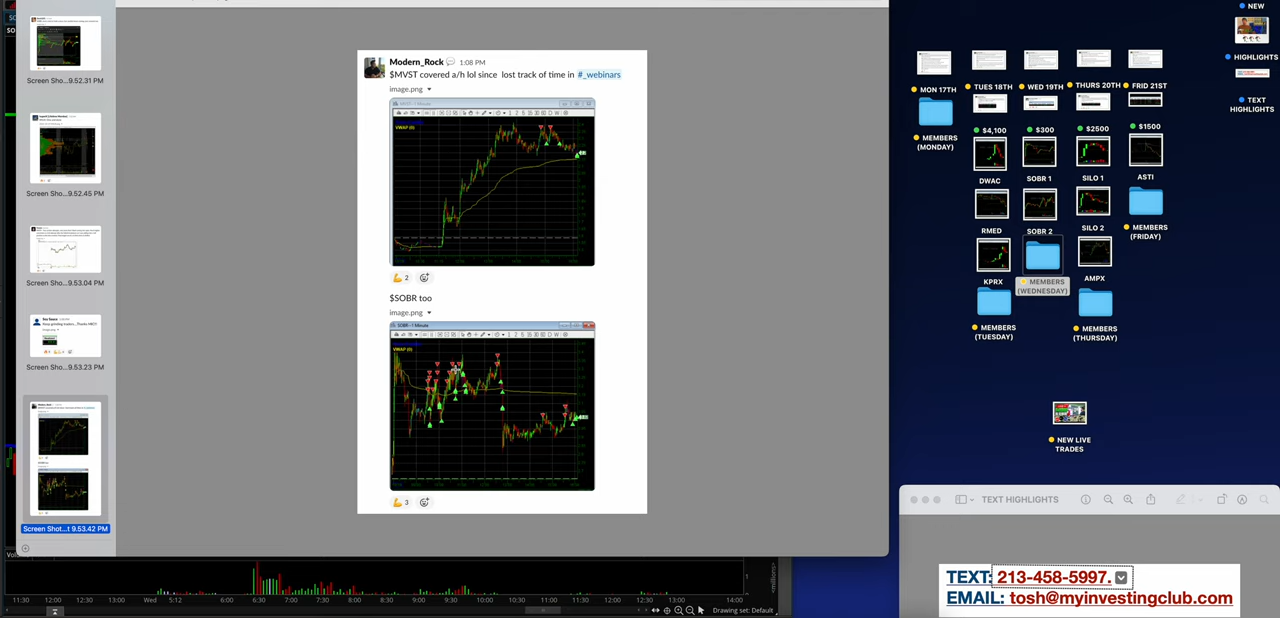 Screen Sho...9.52.31 PM
Screen Sho...9.52.45 PM
Screen Sho...9.53.04 PM
Screen Sho...9.53.23 PM
Screen Shot...t 9.53.42 PM
Modern_Rock 1:08 PM
$MVST covered a/h lol since lost track of time in #_webinars
image.png
VWAP (0)
2
$SOBR too
image.png
SOBR--1 Minute
VWAP (0)
3
NEW
HIGHLIGHTS
TEXT
HIGHLIGHTS
MON 17TH
TUES 18TH
WED 19TH
THURS 20TH
FRID 21ST
MEMBERS
(MONDAY)
$4,100
$300
$2500
$1500
DWAC
SOBR 1
SILO 1
ASTI
RMED
SOBR 2
SILO 2
MEMBERS
(FRIDAY)
KPRX
MEMBERS
(WEDNESDAY)
AMPX
MEMBERS
(TUESDAY)
MEMBERS
(THURSDAY)
NEW LIVE
TRADES
TEXT HIGHLIGHTS
TEXT: 213-458-5997.
EMAIL: tosh@myinvestingclub.com
1
(millions)
11:30 12:00 12:30 13:00 Wed 5:12 6:00 6:30 7:00 7:30 8:00 8:30 9:00 9:30 10:00 10:30 11:00 11:30 12:00 12:30 13:00 14:00
Drawing set: Default